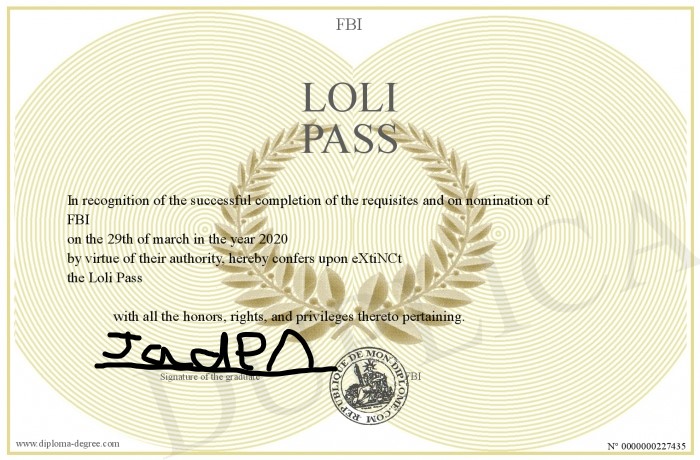 FBI
LOLI
PASS
In recognition of the successful completion of the requisites and on nomination of
FBI
on the 29th of march in the year 2020
by virtue of their authority, hereby confers upon eXtiNCt
the Loli Pass
with all the honors, rights, and privileges thereto pertaining.
JadPA
Signature of the graduate
FBI
REPUBLIQUE DE MON-DIPLOME.COM
DUPLICATA
www.diploma-degree.com
N° 0000000227435